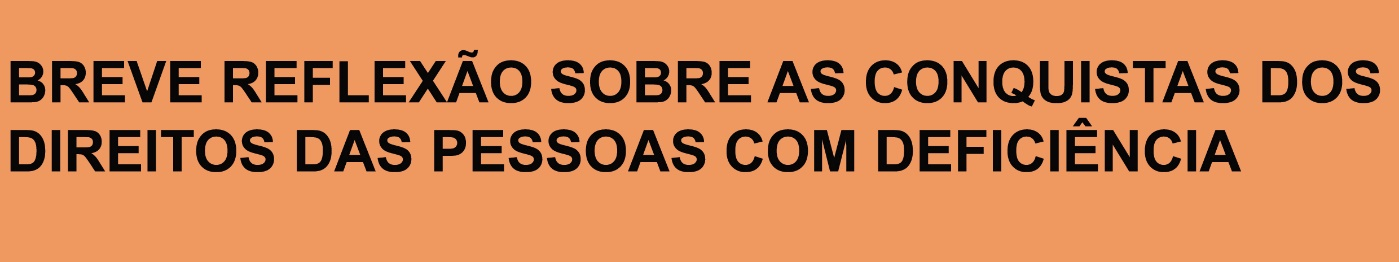 BREVE REFLEXÃO SOBRE AS CONQUISTAS DOS
DIREITOS DAS PESSOAS COM DEFICIÊNCIA